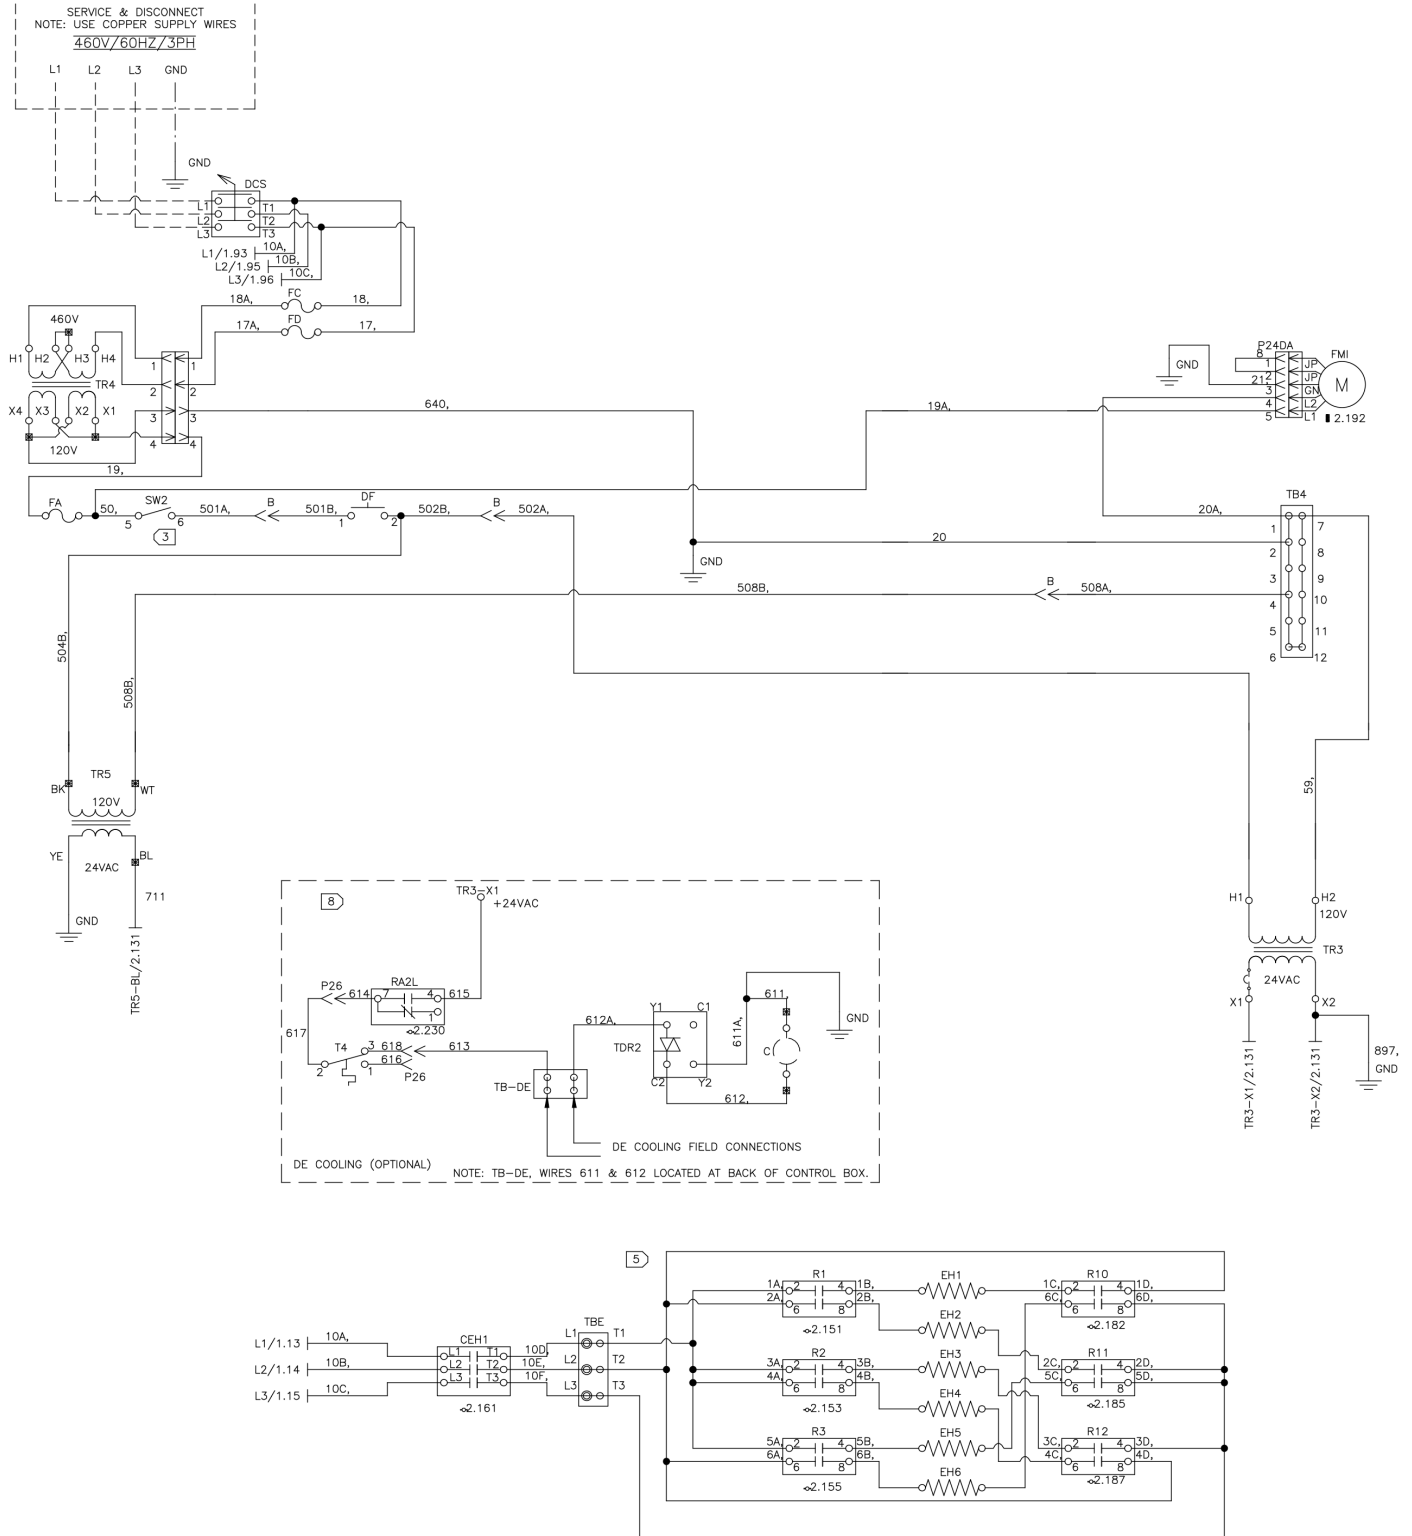 SERVICE & DISCONNECT
NOTE: USE COPPER SUPPLY WIRES
460V/60HZ/3PH
L1 L2 L3 GND
GND
DCS
L1 T1
L2 T2
L3 T3
L1/1.93 10A,
L2/1.95 10B,
L3/1.96 10C,
18A, FC 18,
17A, FD 17,
460V
H1 H2 H3 H4
TR4
X4 X3 X2 X1
120V
1 1
2 2
3 3
4 4
640,
19,
19A,
P24DA
8
1 JP
2 JP
21, 3 GN
4 L2
5 L1
GND
FMI
M
2.192
FA 50, SW2 501A, B 501B, DF 502B, B 502A,
5 6 1 2
3
TB4
20A,
1 7
20
2 8
3 9
4 10
5 11
6 12
GND
508B, B 508A,
504B,
508B,
TR5
BK WT
120V
YE BL
24VAC
711
GND
TR5-BL/2.131
59,
H1 H2
120V
TR3
24VAC
X1 X2
897,
GND
TR3-X1/2.131
TR3-X2/2.131
8
TR3-X1
+24VAC
RA2L
P26 614 7 4 615
1
2.230
617
T4 3 618 613
2 1 616
P26
TB-DE
612A,
Y1 C1
TDR2
C2 Y2
611A,
611,
C
612,
GND
DE COOLING FIELD CONNECTIONS
DE COOLING (OPTIONAL)
NOTE: TB-DE, WIRES 611 & 612 LOCATED AT BACK OF CONTROL BOX.
5
L1/1.13 10A,
L2/1.14 10B,
L3/1.15 10C,
CEH1
L1 T1 10D,
L2 T2 10E,
L3 T3 10F,
2.161
TBE
L1 T1
L2 T2
L3 T3
R1
1A, 2 4 1B,
2A, 6 8 2B,
2.151
R2
3A, 2 4 3B,
4A, 6 8 4B,
2.153
R3
5A, 2 4 5B,
6A, 6 8 6B,
2.155
EH1
EH2
EH3
EH4
EH5
EH6
R10
1C, 2 4 1D,
6C, 6 8 6D,
2.182
R11
2C, 2 4 2D,
5C, 6 8 5D,
2.185
R12
3C, 2 4 3D,
4C, 6 8 4D,
2.187